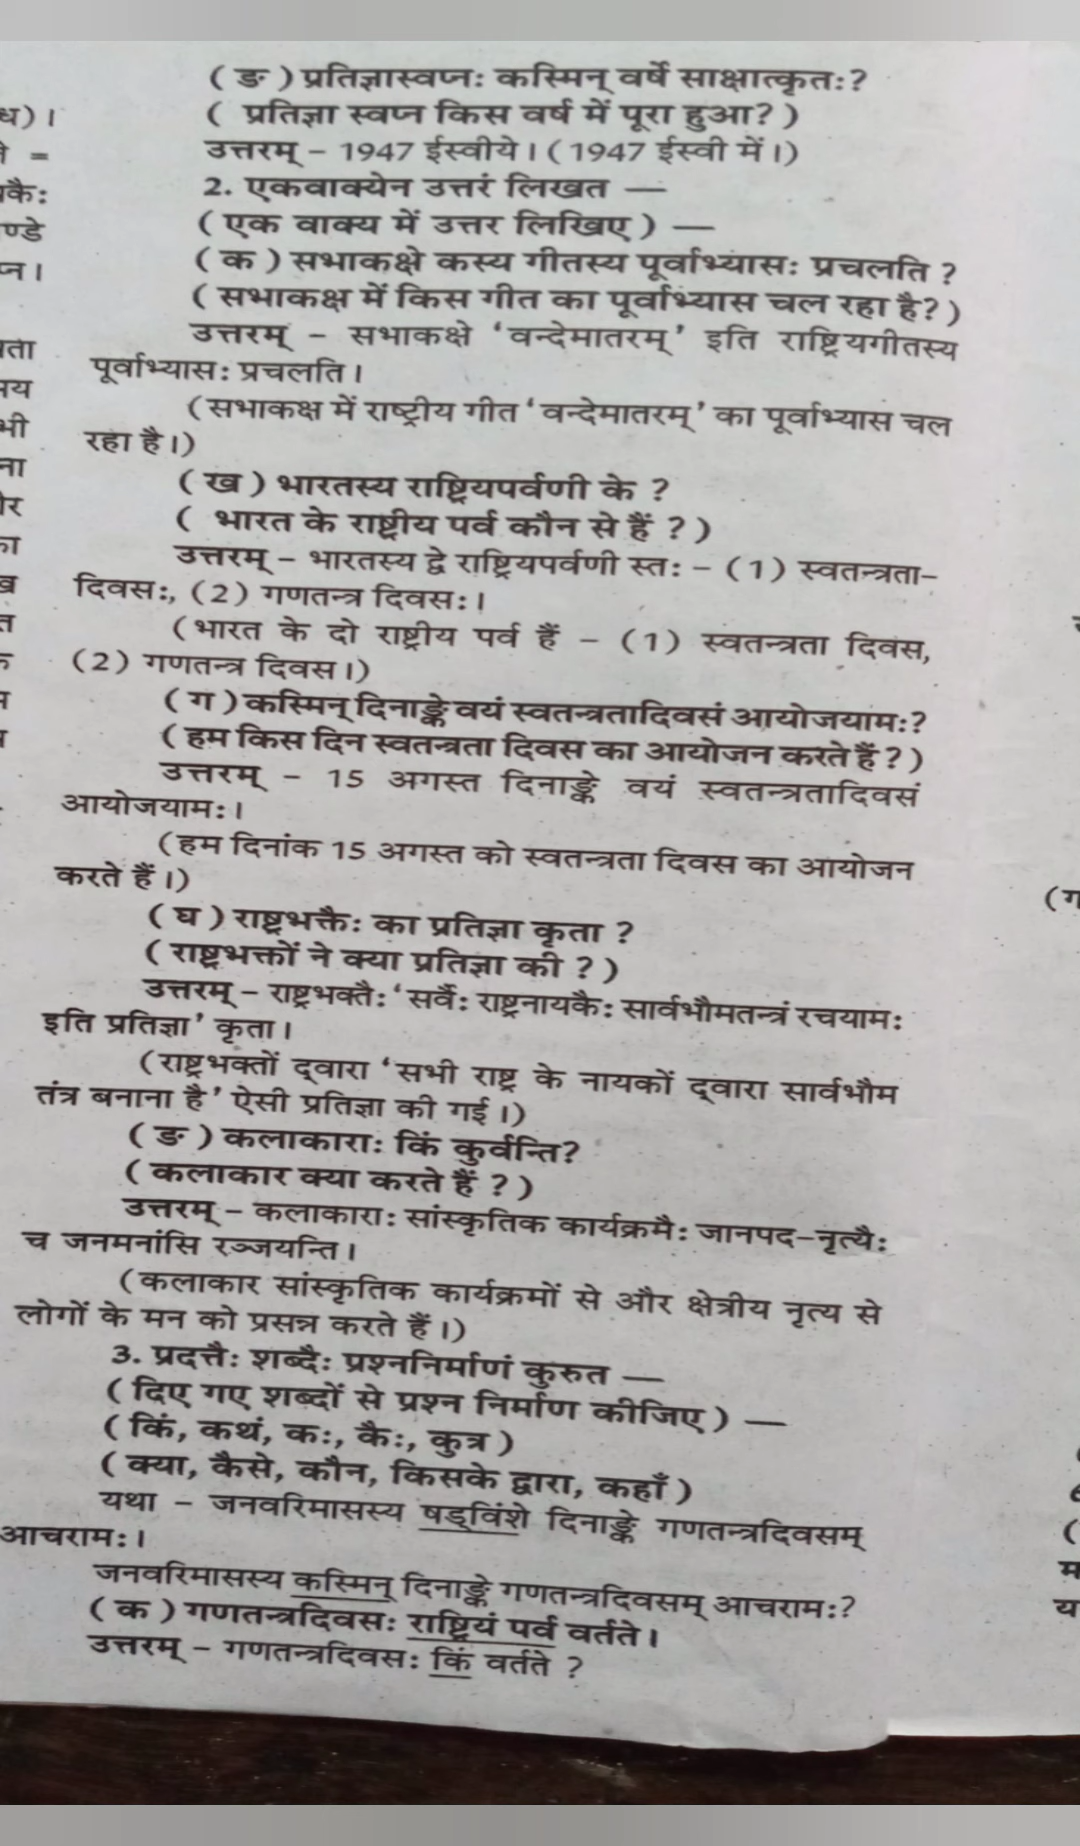 (ङ) प्रतिज्ञास्वप्नः कस्मिन् वर्षे साक्षात्कृतः?
( प्रतिज्ञा स्वप्न किस वर्ष में पूरा हुआ? )
उत्तरम् – 1947 ईस्वीये। (1947 ईस्वी में।)
2. एकवाक्येन उत्तरं लिखत —
( एक वाक्य में उत्तर लिखिए ) —
( क ) सभाकक्षे कस्य गीतस्य पूर्वाभ्यासः प्रचलति ?
( सभाकक्ष में किस गीत का पूर्वाभ्यास चल रहा है? )
उत्तरम् – सभाकक्षे 'वन्देमातरम्' इति राष्ट्रियगीतस्य
पूर्वाभ्यासः प्रचलति।
(सभाकक्ष में राष्ट्रीय गीत 'वन्देमातरम्' का पूर्वाभ्यास चल
रहा है।)
( ख ) भारतस्य राष्ट्रियपर्वणी के ?
( भारत के राष्ट्रीय पर्व कौन से हैं ? )
उत्तरम् – भारतस्य द्वे राष्ट्रियपर्वणी स्तः – (1) स्वतन्त्रता-
दिवसः, (2) गणतन्त्र दिवसः।
(भारत के दो राष्ट्रीय पर्व हैं – (1) स्वतन्त्रता दिवस,
(2) गणतन्त्र दिवस।)
( ग ) कस्मिन् दिनाङ्के वयं स्वतन्त्रतादिवसं आयोजयामः?
( हम किस दिन स्वतन्त्रता दिवस का आयोजन करते हैं ? )
उत्तरम् – 15 अगस्त दिनाङ्के वयं स्वतन्त्रतादिवसं
आयोजयामः।
(हम दिनांक 15 अगस्त को स्वतन्त्रता दिवस का आयोजन
करते हैं।)
( घ ) राष्ट्रभक्तैः का प्रतिज्ञा कृता ?
( राष्ट्रभक्तों ने क्या प्रतिज्ञा की ? )
उत्तरम् – राष्ट्रभक्तैः 'सर्वैः राष्ट्रनायकैः सार्वभौमतन्त्रं रचयामः
इति प्रतिज्ञा' कृता।
(राष्ट्रभक्तों द्वारा 'सभी राष्ट्र के नायकों द्वारा सार्वभौम
तंत्र बनाना है' ऐसी प्रतिज्ञा की गई।)
( ङ ) कलाकाराः किं कुर्वन्ति?
( कलाकार क्या करते हैं ? )
उत्तरम् – कलाकाराः सांस्कृतिक कार्यक्रमैः जानपद-नृत्यैः
च जनमनांसि रञ्जयन्ति।
(कलाकार सांस्कृतिक कार्यक्रमों से और क्षेत्रीय नृत्य से
लोगों के मन को प्रसन्न करते हैं।)
3. प्रदत्तैः शब्दैः प्रश्ननिर्माणं कुरुत —
( दिए गए शब्दों से प्रश्न निर्माण कीजिए ) —
( किं, कथं, कः, कैः, कुत्र )
( क्या, कैसे, कौन, किसके द्वारा, कहाँ )
यथा – जनवरिमासस्य षड्विंशे दिनाङ्के गणतन्त्रदिवसम्
आचरामः।
जनवरिमासस्य कस्मिन् दिनाङ्के गणतन्त्रदिवसम् आचरामः?
( क ) गणतन्त्रदिवसः राष्ट्रियं पर्व वर्तते।
उत्तरम् – गणतन्त्रदिवसः किं वर्तते ?